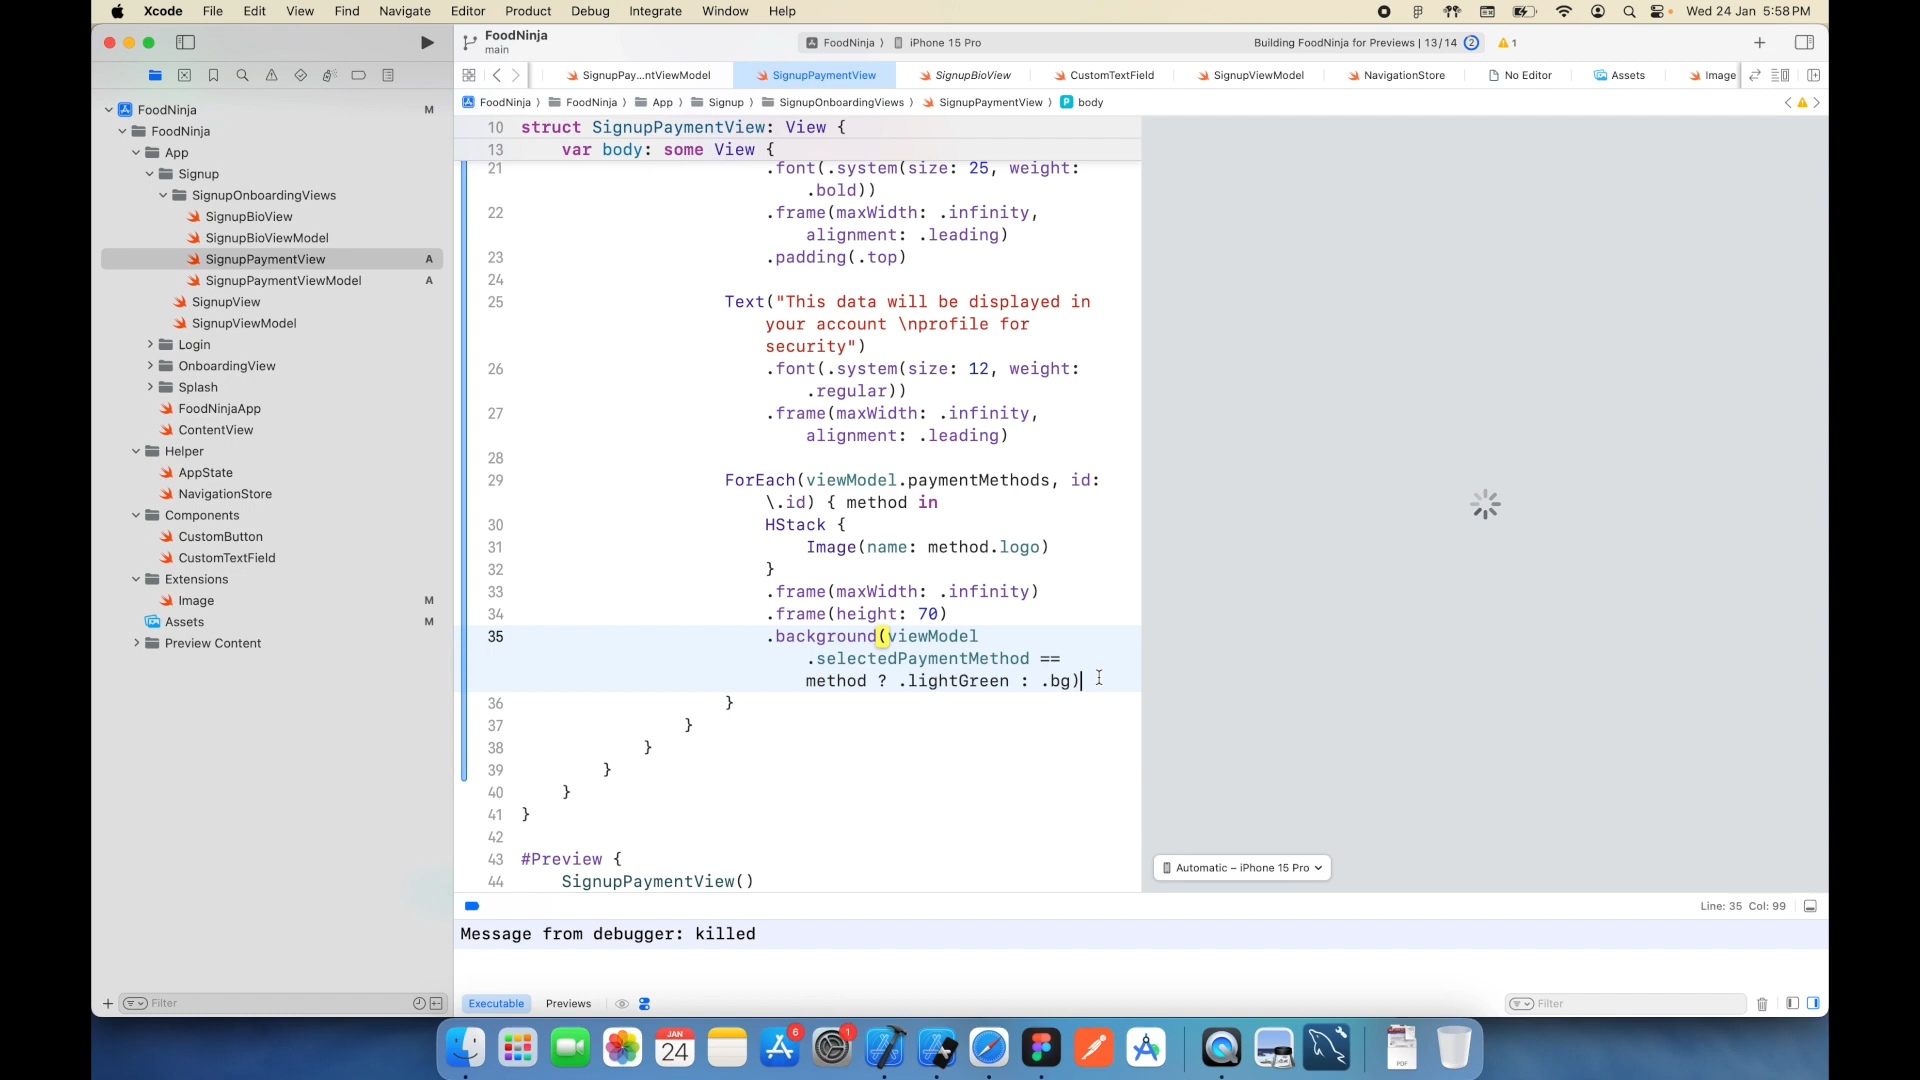 Xcode File Edit View Find Navigate Editor Product Debug Integrate Window Help Wed 24 Jan 5:58 PM
FoodNinja
main
FoodNinja iPhone 15 Pro Building FoodNinja for Previews | 13/14 2 1
SignupPay...ntViewModel SignupPaymentView SignupBioView CustomTextField SignupViewModel NavigationStore No Editor Assets Image
FoodNinja FoodNinja App Signup SignupOnboardingViews SignupPaymentView body
FoodNinja M
FoodNinja
App
Signup
SignupOnboardingViews
SignupBioView
SignupBioViewModel
SignupPaymentView A
SignupPaymentViewModel A
SignupView
SignupViewModel
Login
OnboardingView
Splash
FoodNinjaApp
ContentView
Helper
AppState
NavigationStore
Components
CustomButton
CustomTextField
Extensions
Image M
Assets M
Preview Content
Filter
10 struct SignupPaymentView: View {
13 var body: some View {
21 .font(.system(size: 25, weight:
.bold))
22 .frame(maxWidth: .infinity,
alignment: .leading)
23 .padding(.top)
24
25 Text("This data will be displayed in
your account \nprofile for
security")
26 .font(.system(size: 12, weight:
.regular))
27 .frame(maxWidth: .infinity,
alignment: .leading)
28
29 ForEach(viewModel.paymentMethods, id:
\.id) { method in
30 HStack {
31 Image(name: method.logo)
32 }
33 .frame(maxWidth: .infinity)
34 .frame(height: 70)
35 .background(viewModel
.selectedPaymentMethod ==
method ? .lightGreen : .bg)
36 }
37 }
38 }
39 }
40 }
41 }
42
43 #Preview {
44 SignupPaymentView()
Automatic – iPhone 15 Pro
Line: 35 Col: 99
Message from debugger: killed
Executable Previews Filter
JAN
24
6
1
PDF